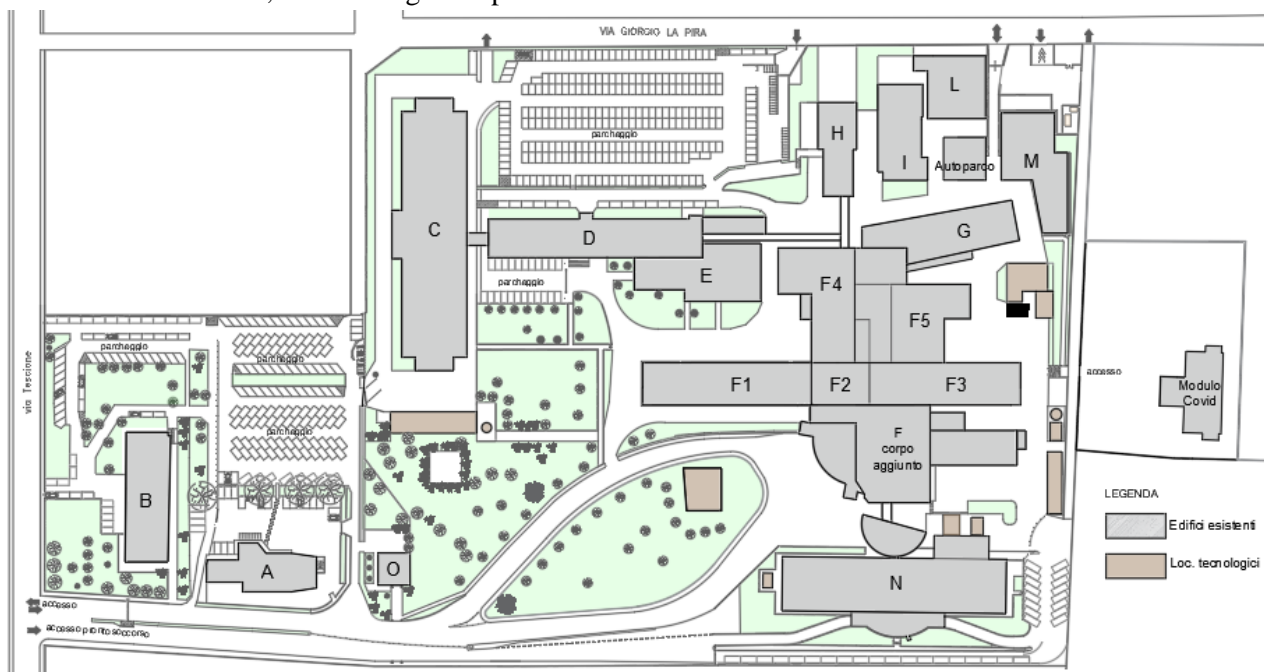 VIA GIORGIO LA PIRA
L
H
parcheggio
I
Autoparco
M
C
D
G
E
F4
parcheggio
F5
via Tescione
parcheggio
parcheggio
F1
F2
F3
accesso
Modulo
Covid
parcheggio
F
corpo
aggiunto
B
LEGENDA
Edifici esistenti
A
O
Loc. tecnologici
N
accesso
accesso pronto soccorso